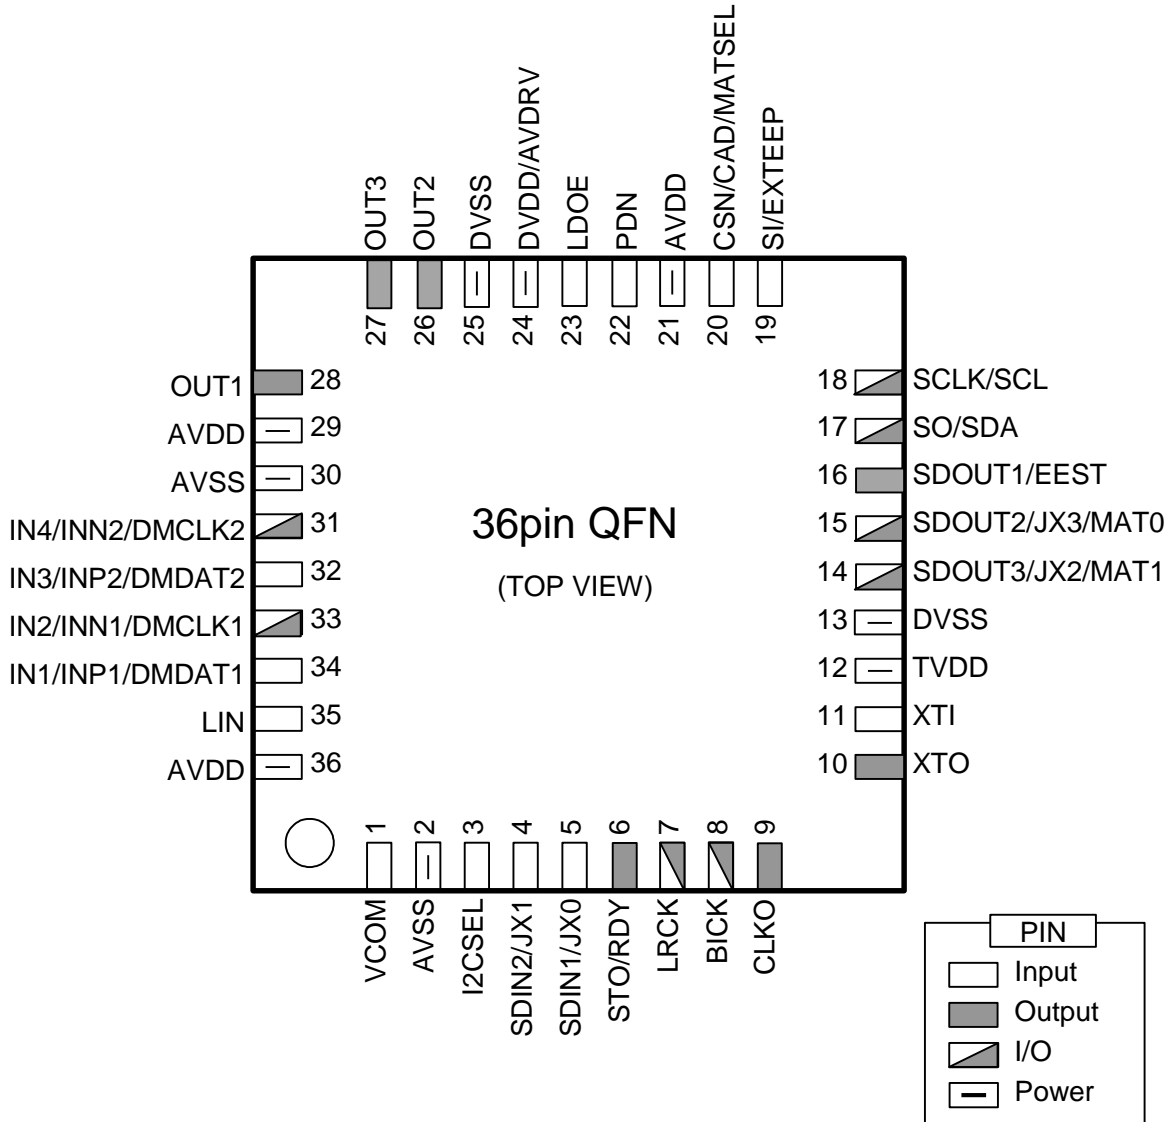 OUT3
OUT2
DVSS
DVDD/AVDRV
LDOE
PDN
AVDD
CSN/CAD/MATSEL
SI/EXTEEP
27
26
25
24
23
22
21
20
19
OUT1 28
AVDD 29
AVSS 30
IN4/INN2/DMCLK2 31
IN3/INP2/DMDAT2 32
IN2/INN1/DMCLK1 33
IN1/INP1/DMDAT1 34
LIN 35
AVDD 36
36pin QFN
(TOP VIEW)
18 SCLK/SCL
17 SO/SDA
16 SDOUT1/EEST
15 SDOUT2/JX3/MAT0
14 SDOUT3/JX2/MAT1
13 DVSS
12 TVDD
11 XTI
10 XTO
1
2
3
4
5
6
7
8
9
VCOM
AVSS
I2CSEL
SDIN2/JX1
SDIN1/JX0
STO/RDY
LRCK
BICK
CLKO
PIN
Input
Output
I/O
Power